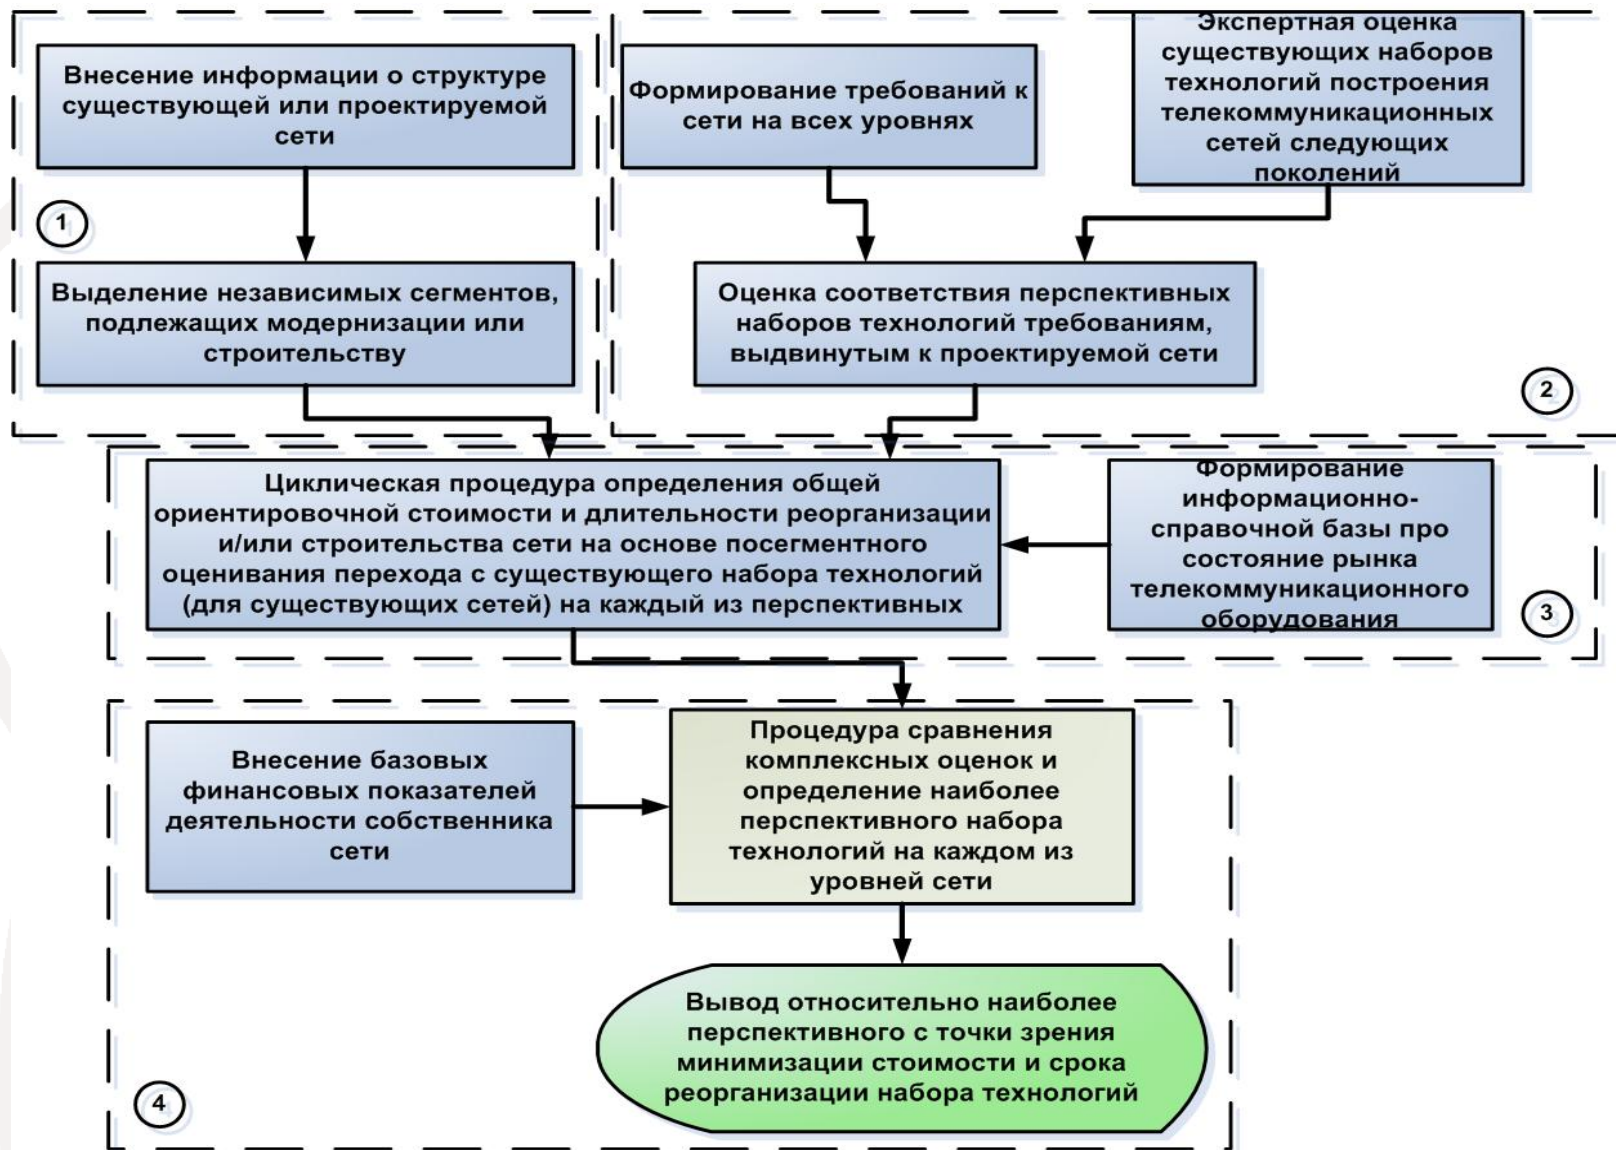 Внесение информации о структуре
существующей или проектируемой
сети
Формирование требований к
сети на всех уровнях
Экспертная оценка
существующих наборов
технологий построения
телекоммуникационных
сетей следующих
поколений
1
Выделение независимых сегментов,
подлежащих модернизации или
строительству
Оценка соответствия перспективных
наборов технологий требованиям,
выдвинутым к проектируемой сети
2
Циклическая процедура определения общей
ориентировочной стоимости и длительности реорганизации
и/или строительства сети на основе посегментного
оценивания перехода с существующего набора технологий
(для существующих сетей) на каждый из перспективных
Формирование
информационно-
справочной базы про
состояние рынка
телекоммуникационного
оборудования
3
Внесение базовых
финансовых показателей
деятельности собственника
сети
Процедура сравнения
комплексных оценок и
определение наиболее
перспективного набора
технологий на каждом из
уровней сети
Вывод относительно наиболее
перспективного с точки зрения
минимизации стоимости и срока
реорганизации набора технологий
4